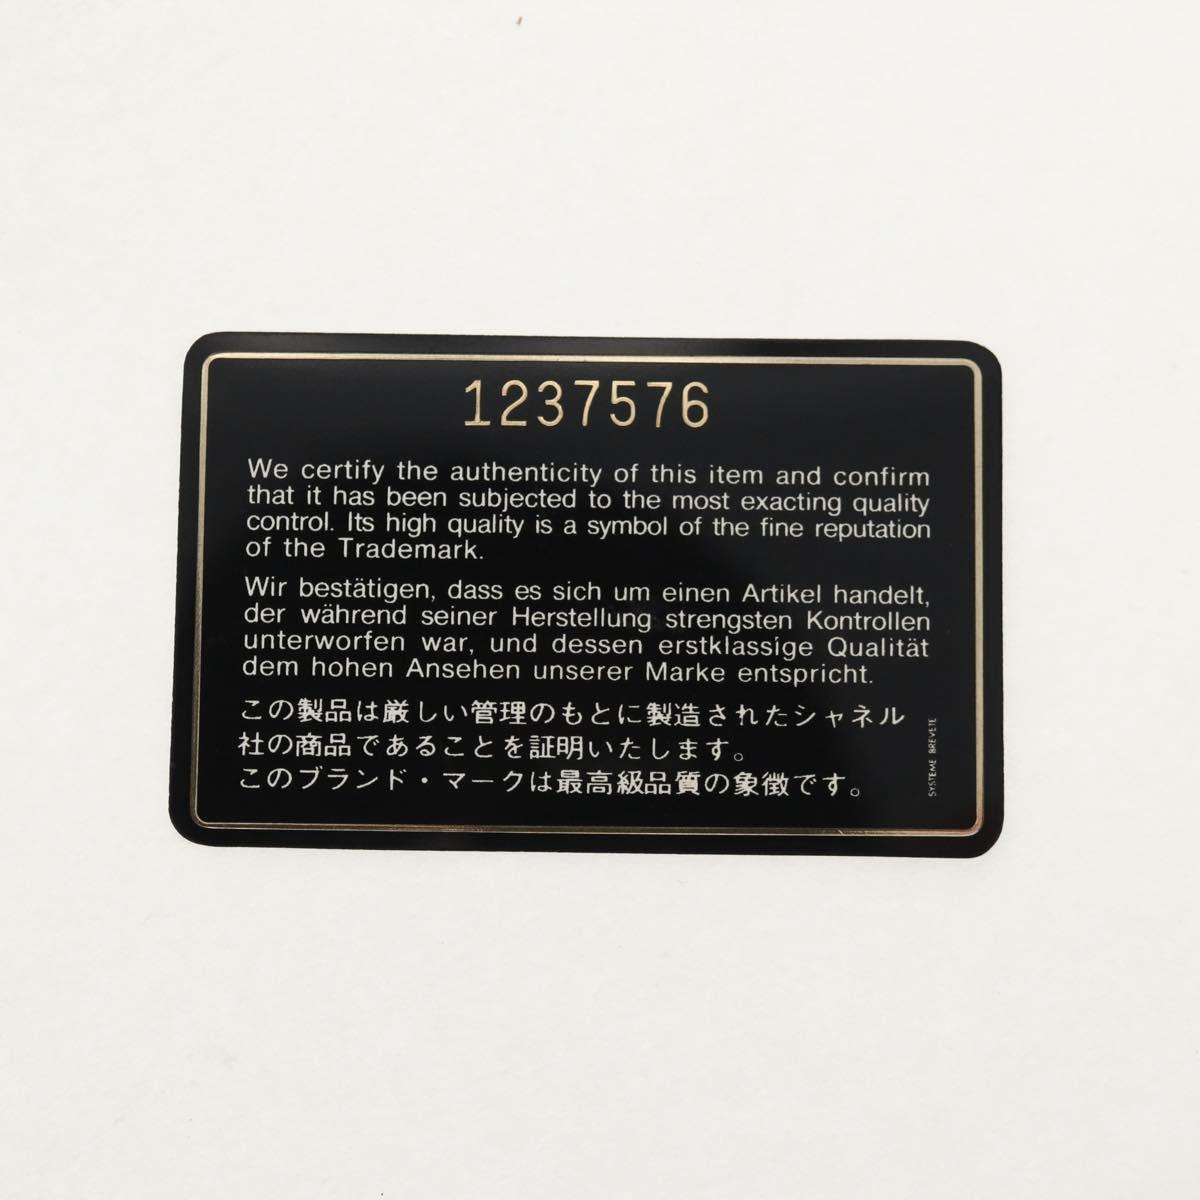 1237576
We certify the authenticity of this item and confirm
that it has been subjected to the most exacting quality
control. Its high quality is a symbol of the fine reputation
of the Trademark.
Wir bestätigen, dass es sich um einen Artikel handelt,
der während seiner Herstellung strengsten Kontrollen
unterworfen war, und dessen erstklassige Qualität
dem hohen Ansehen unserer Marke entspricht.
この製品は厳しい管理のもとに製造されたシャネル
社の商品であることを証明いたします。
このブランド・マークは最高級品質の象徴です。
SYSTEME BREVETE